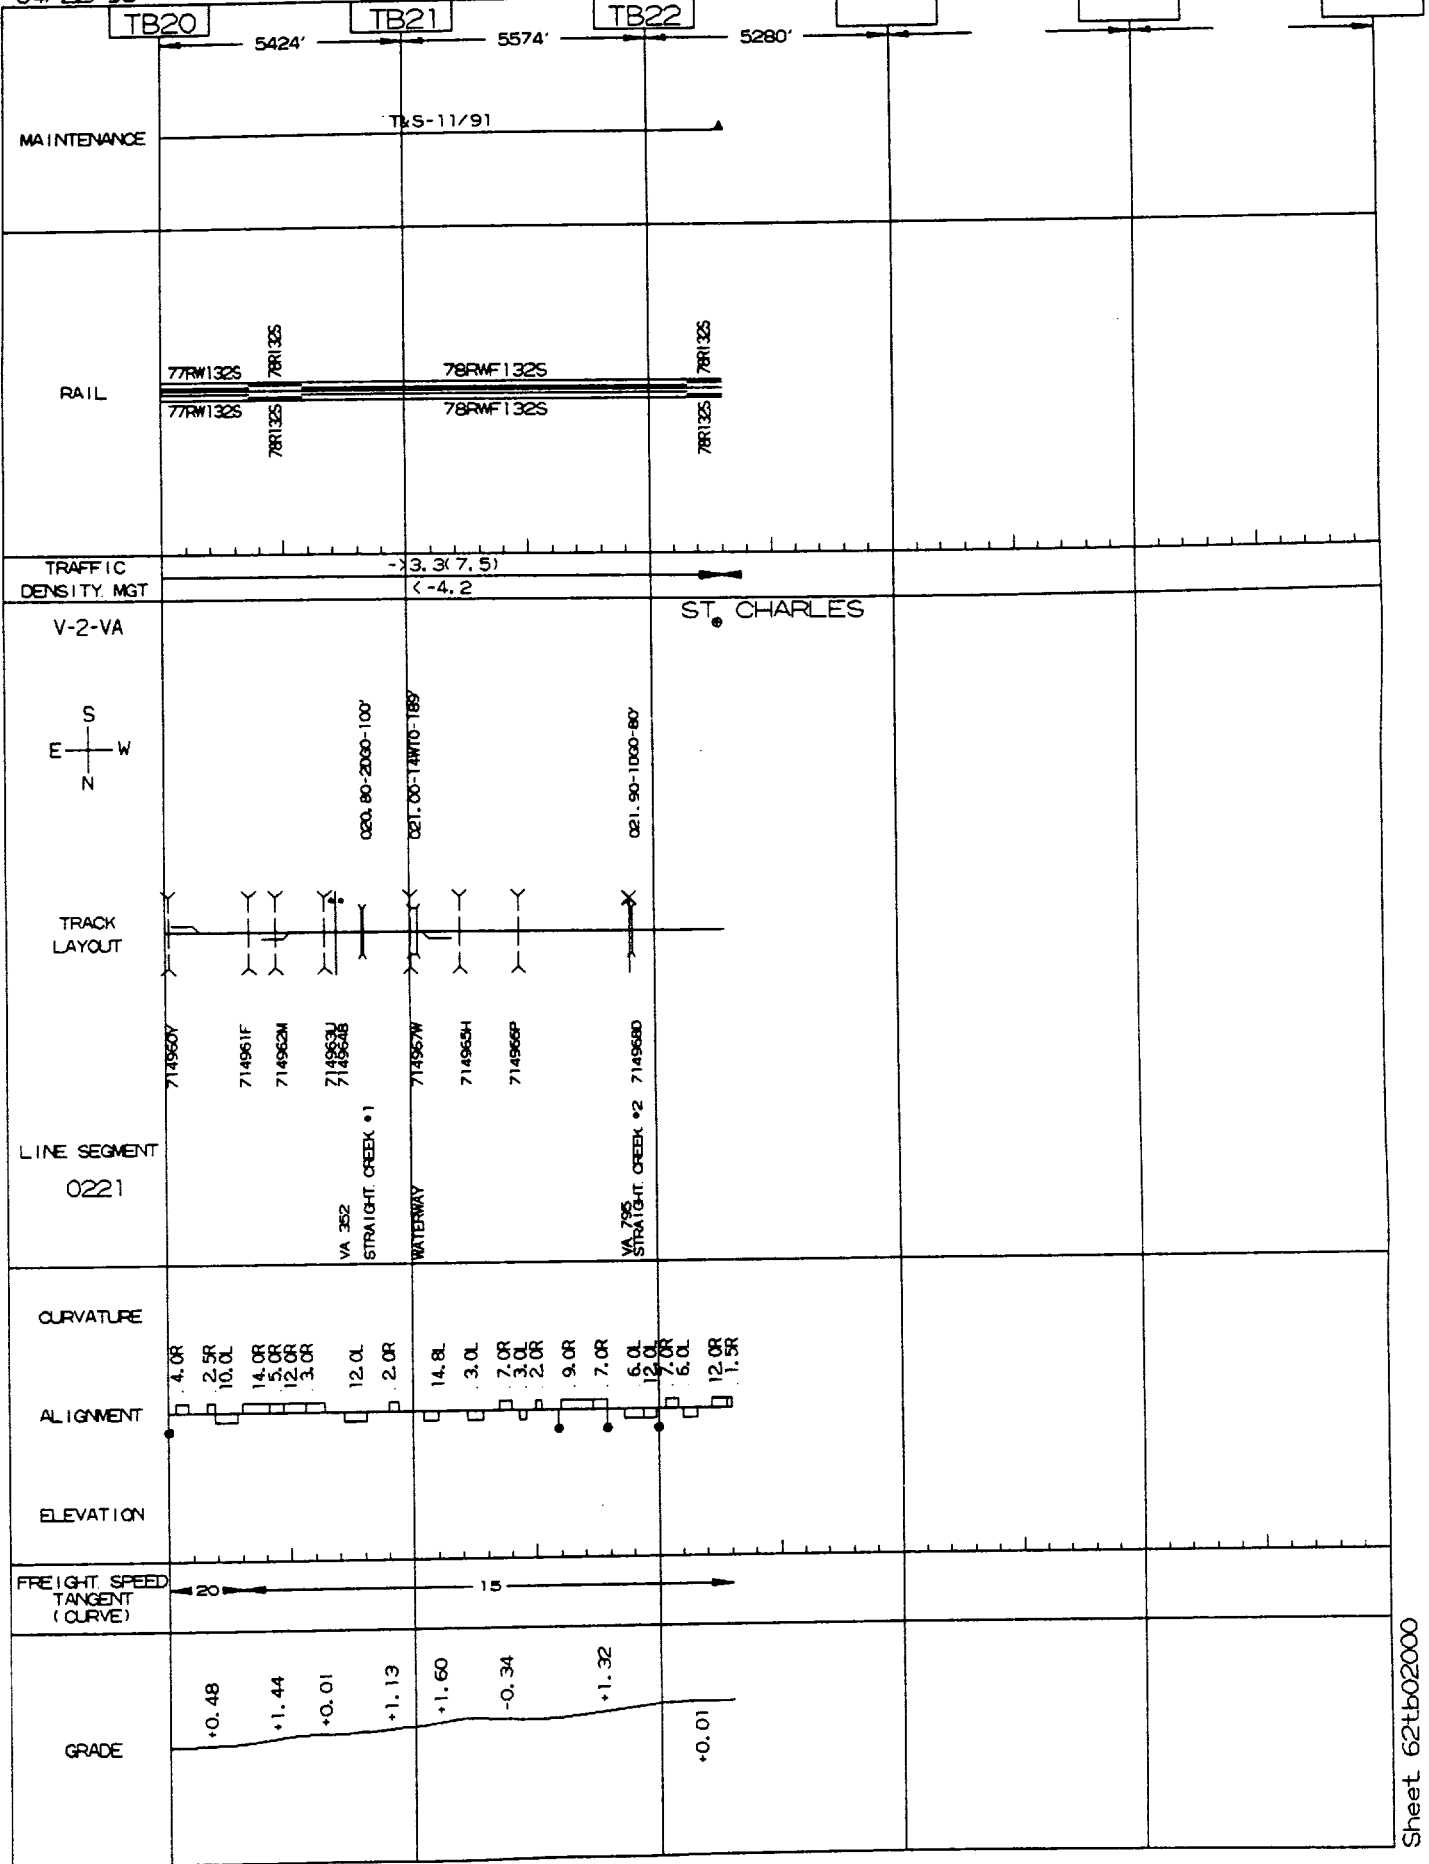 TB20
TB21
TB22
5424'
5574'
5280'
MAINTENANCE
T&S-11/91
RAIL
77RW132S
78R132S
78RWF132S
78R132S
77RW132S
78R132S
78RWF132S
78R132S
TRAFFIC
DENSITY MGT
->3.3(7.5)
<-4.2
V-2-VA
ST. CHARLES
S
E W
N
020.80-2DGO-100'
021.00-14WTO-189'
021.90-1DGO-80'
TRACK
LAYOUT
714960Y
714961F
714962M
714963U
714964B
714967W
714965H
714966P
714968D
LINE SEGMENT
0221
VA 352
STRAIGHT CREEK #1
WATERWAY
VA 795
STRAIGHT CREEK #2
CURVATURE
4.0R
2.5R
10.0L
14.0R
5.0R
12.0R
3.0R
12.0L
2.0R
14.8L
3.0L
7.0R
3.0L
2.0R
9.0R
7.0R
6.0L
12.0L
7.0R
6.0L
12.0R
1.5R
ALIGNMENT
ELEVATION
FREIGHT SPEED
TANGENT
(CURVE)
20
15
GRADE
+0.48
+1.44
+0.01
+1.13
+1.60
-0.34
+1.32
+0.01
Sheet 62tb02000